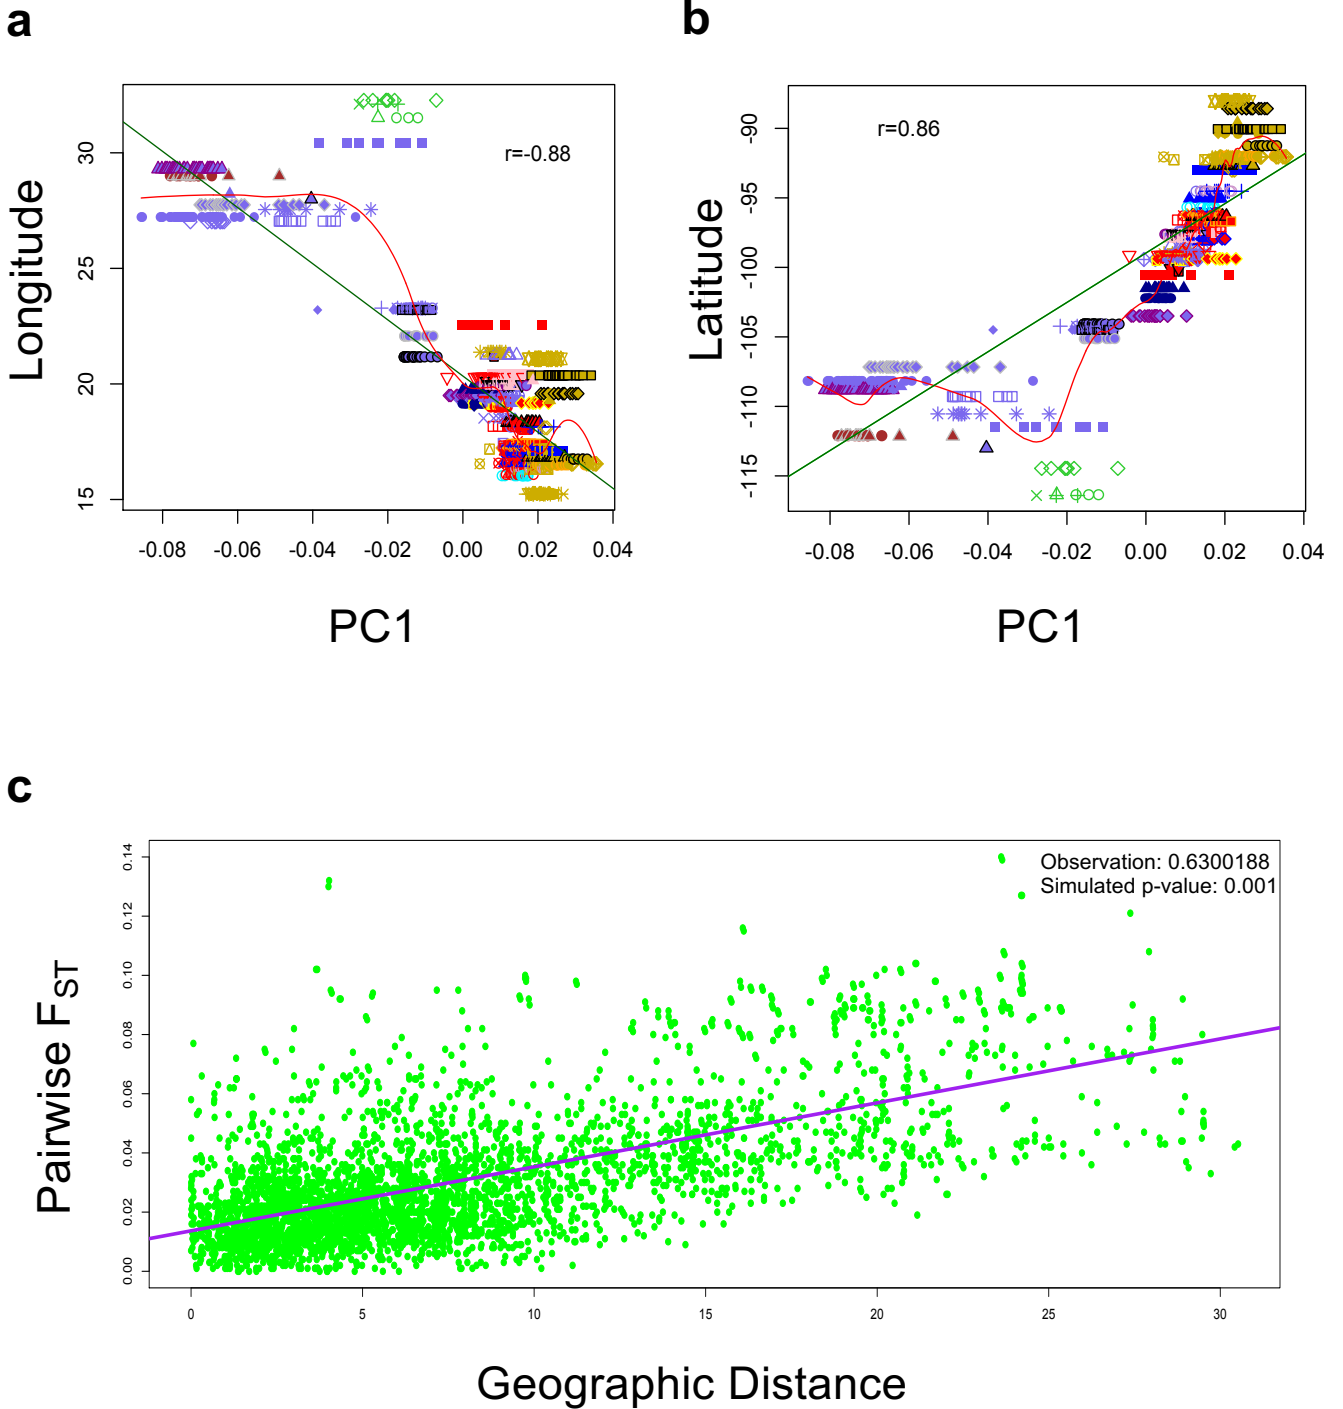 a
b
Longitude
30
25
20
15
r=-0.88
-0.08 -0.06 -0.04 -0.02 0.00 0.02 0.04
PC1
Latitude
-90
-95
-100
-105
-110
-115
r=0.86
-0.08 -0.06 -0.04 -0.02 0.00 0.02 0.04
PC1
c
Pairwise FST
0.14
0.12
0.10
0.08
0.06
0.04
0.02
0.00
Observation: 0.6300188
Simulated p-value: 0.001
0 5 10 15 20 25 30
Geographic Distance